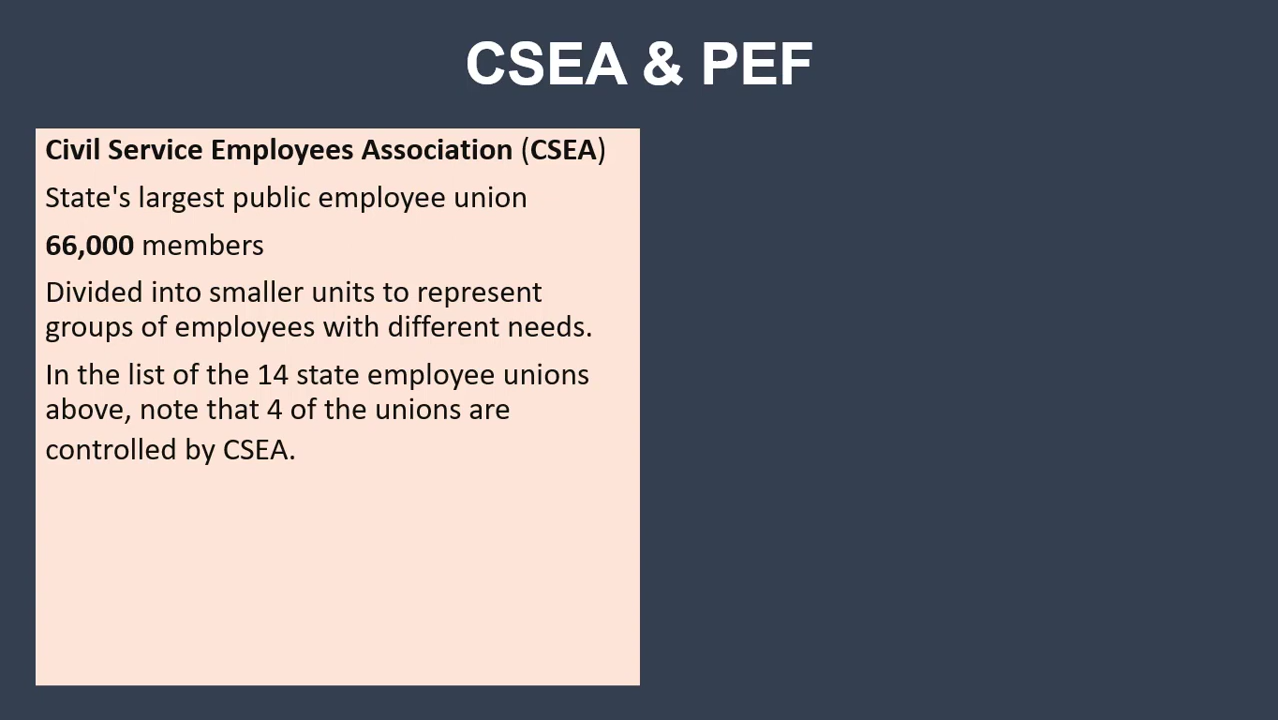 CSEA & PEF
Civil Service Employees Association (CSEA)
State's largest public employee union
66,000 members
Divided into smaller units to represent
groups of employees with different needs.
In the list of the 14 state employee unions
above, note that 4 of the unions are
controlled by CSEA.